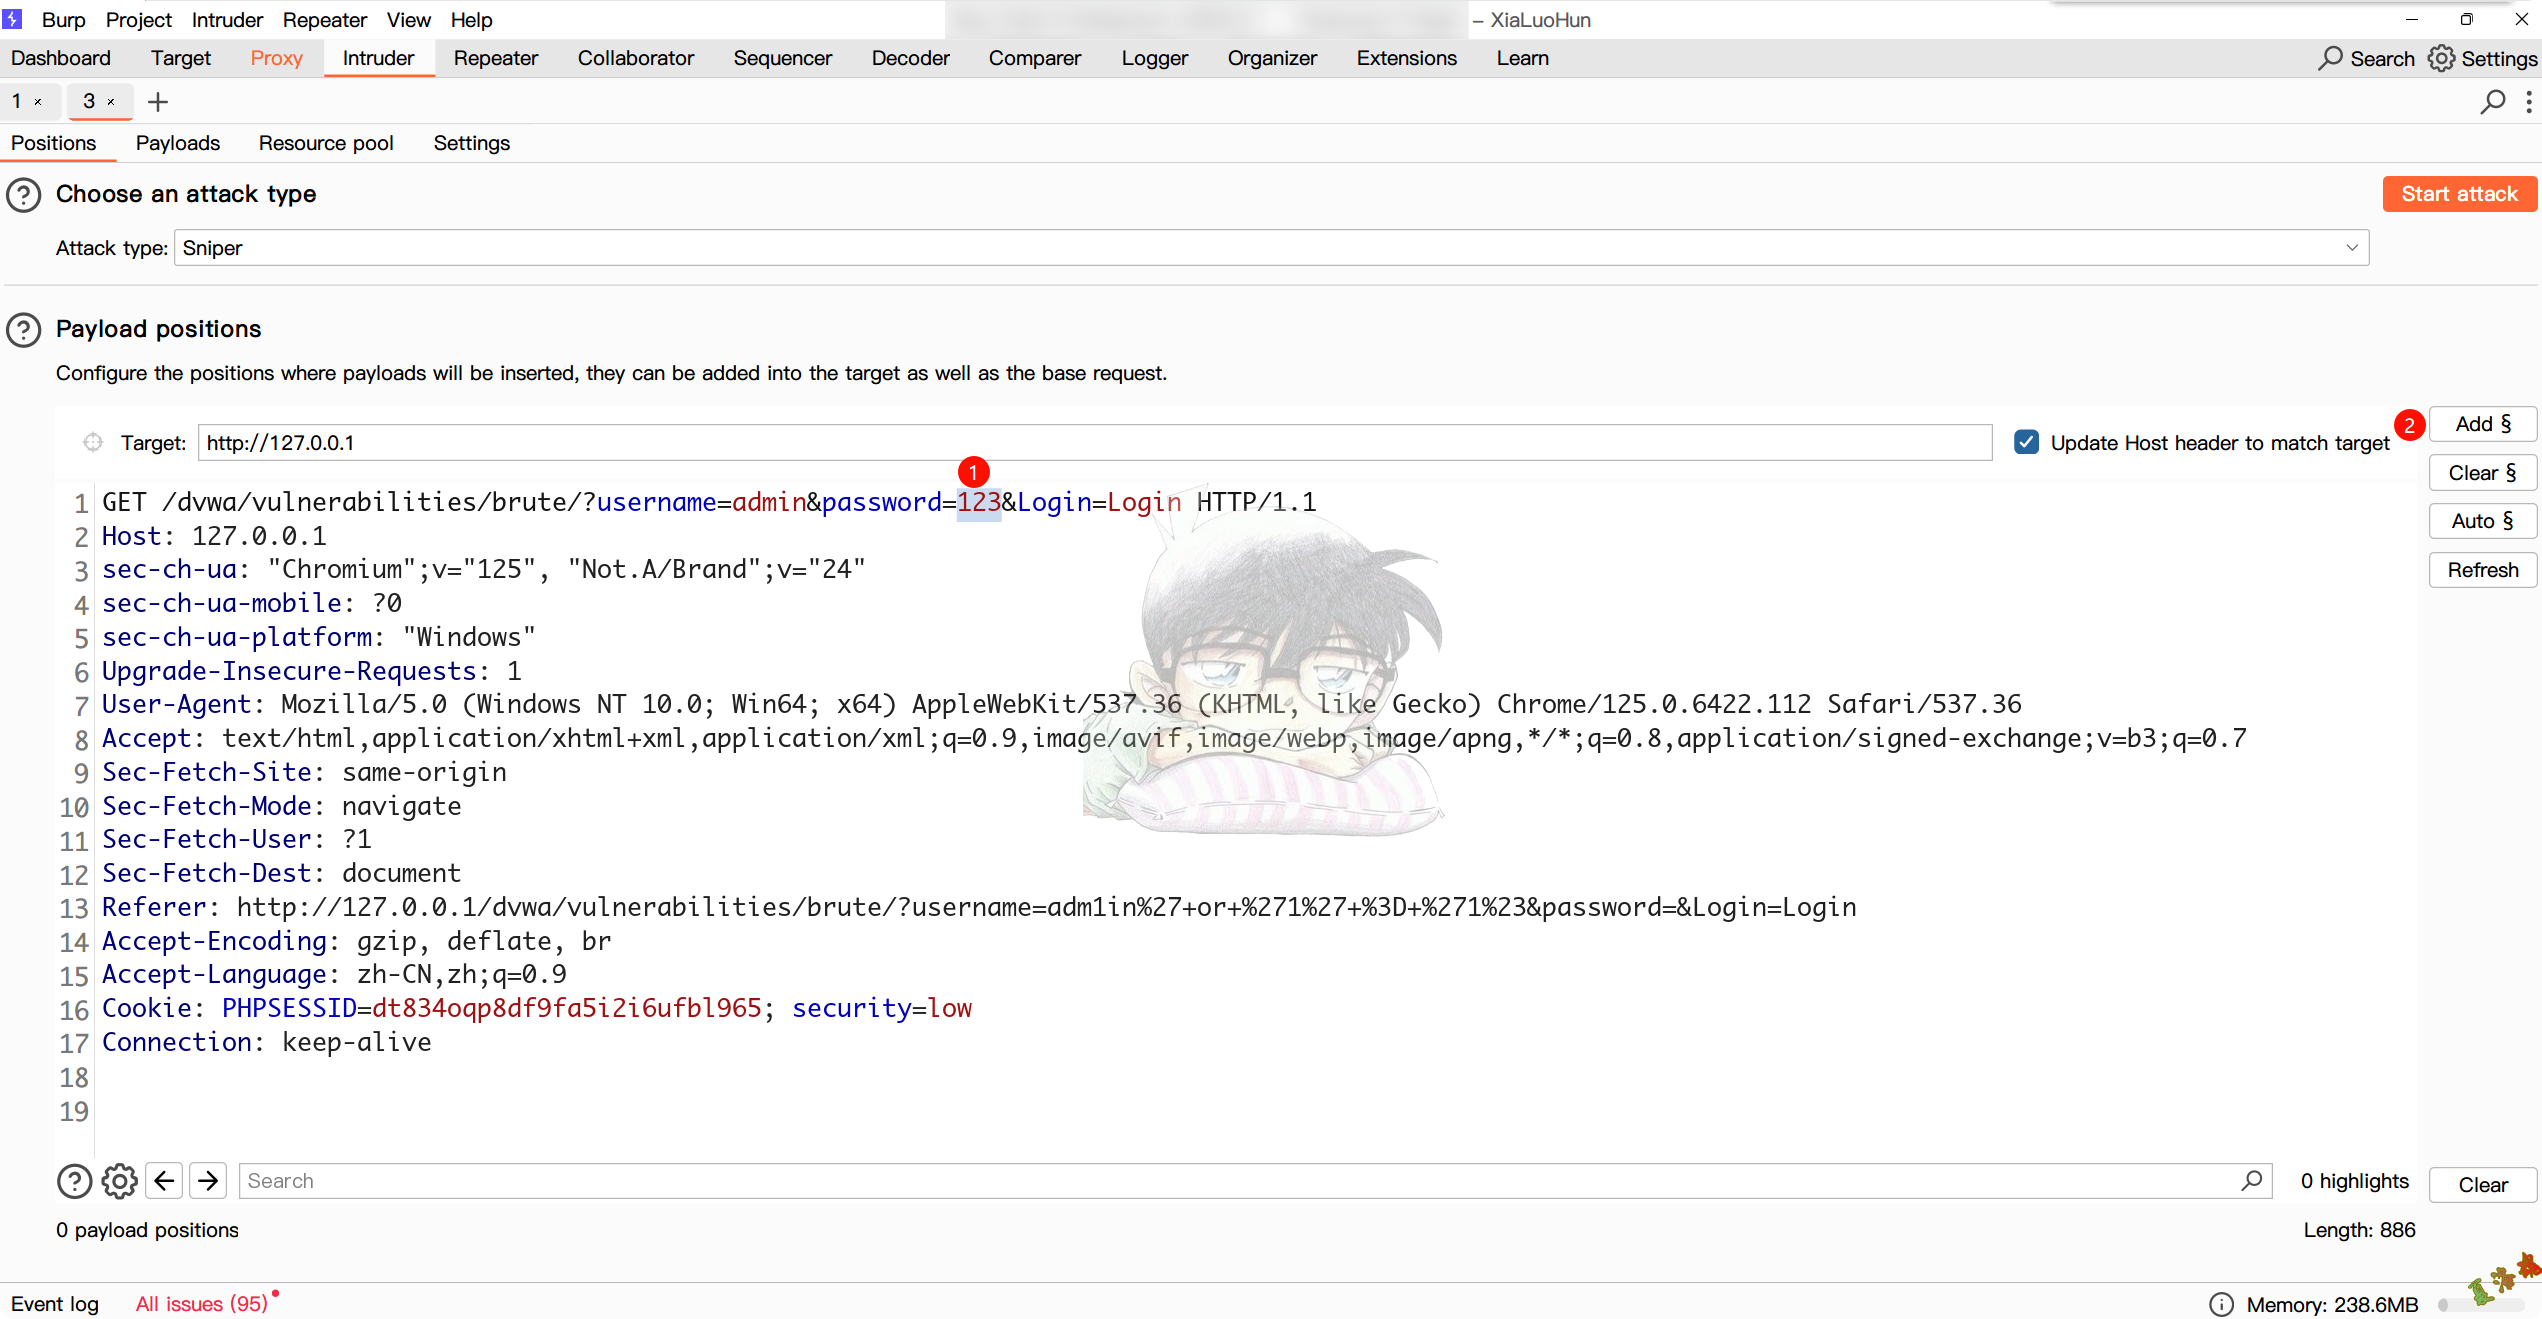 Burp Project Intruder Repeater View Help – XiaLuoHun
Dashboard Target Proxy Intruder Repeater Collaborator Sequencer Decoder Comparer Logger Organizer Extensions Learn Search Settings
1 × 3 × +
Positions Payloads Resource pool Settings
Choose an attack type Start attack
Attack type: Sniper
Payload positions
Configure the positions where payloads will be inserted, they can be added into the target as well as the base request.
Target: http://127.0.0.1 Update Host header to match target 2 Add §
1
Clear §
Auto §
Refresh
1 GET /dvwa/vulnerabilities/brute/?username=admin&password=123&Login=Login HTTP/1.1
2 Host: 127.0.0.1
3 sec-ch-ua: "Chromium";v="125", "Not.A/Brand";v="24"
4 sec-ch-ua-mobile: ?0
5 sec-ch-ua-platform: "Windows"
6 Upgrade-Insecure-Requests: 1
7 User-Agent: Mozilla/5.0 (Windows NT 10.0; Win64; x64) AppleWebKit/537.36 (KHTML, like Gecko) Chrome/125.0.6422.112 Safari/537.36
8 Accept: text/html,application/xhtml+xml,application/xml;q=0.9,image/avif,image/webp,image/apng,*/*;q=0.8,application/signed-exchange;v=b3;q=0.7
9 Sec-Fetch-Site: same-origin
10 Sec-Fetch-Mode: navigate
11 Sec-Fetch-User: ?1
12 Sec-Fetch-Dest: document
13 Referer: http://127.0.0.1/dvwa/vulnerabilities/brute/?username=adm1in%27+or+%271%27+%3D+%271%23&password=&Login=Login
14 Accept-Encoding: gzip, deflate, br
15 Accept-Language: zh-CN,zh;q=0.9
16 Cookie: PHPSESSID=dt834oqp8df9fa5i2i6ufbl965; security=low
17 Connection: keep-alive
18
19
Search 0 highlights Clear
0 payload positions Length: 886
Event log All issues (95) Memory: 238.6MB